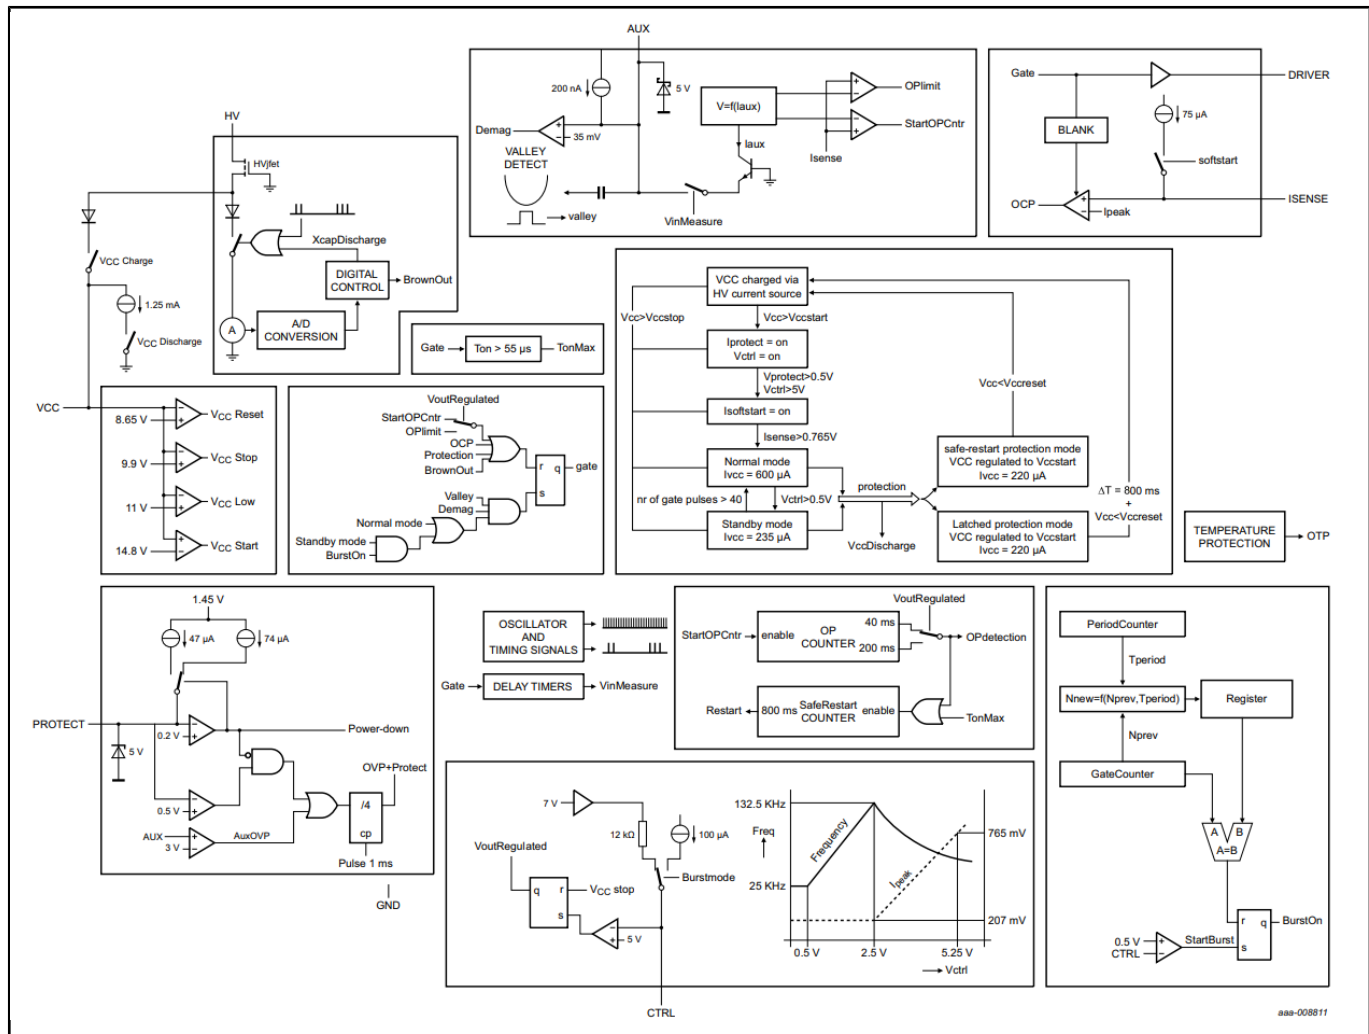 AUX
200 nA
5 V
Demag
35 mV
VALLEY
DETECT
valley
V=f(Iaux)
Iaux
OPlimit
StartOPCntr
Isense
VinMeasure
Gate
DRIVER
75 µA
BLANK
softstart
ISENSE
OCP
Ipeak
HV
HVjfet
XcapDischarge
DIGITAL
CONTROL
BrownOut
A
A/D
CONVERSION
VCC Charge
1.25 mA
VCC Discharge
Gate
Ton > 55 µs
TonMax
VCC
8.65 V
VCC Reset
9.9 V
VCC Stop
11 V
VCC Low
14.8 V
VCC Start
VoutRegulated
StartOPCntr
OPlimit
OCP
Protection
BrownOut
r
q
gate
s
Valley
Demag
Normal mode
Standby mode
BurstOn
VCC charged via
HV current source
Vcc>Vccstop
Vcc>Vccstart
Iprotect = on
Vctrl = on
Vprotect>0.5V
Vctrl>5V
Isoftstart = on
Isense>0.765V
Normal mode
Ivcc = 600 µA
nr of gate pulses > 40
Vctrl>0.5V
Standby mode
Ivcc = 235 µA
protection
VccDischarge
Vcc<Vccreset
safe-restart protection mode
VCC regulated to Vccstart
Ivcc = 220 µA
Latched protection mode
VCC regulated to Vccstart
Ivcc = 220 µA
ΔT = 800 ms
+
Vcc<Vccreset
TEMPERATURE
PROTECTION
OTP
1.45 V
47 µA
74 µA
PROTECT
5 V
0.2 V
Power-down
0.5 V
OVP+Protect
AUX
3 V
AuxOVP
/4
cp
Pulse 1 ms
GND
OSCILLATOR
AND
TIMING SIGNALS
Gate
DELAY TIMERS
VinMeasure
VoutRegulated
StartOPCntr
enable
OP
COUNTER
40 ms
200 ms
OPdetection
Restart
800 ms
SafeRestart
COUNTER
enable
TonMax
7 V
12 kΩ
100 µA
VoutRegulated
Burstmode
q
r
s
VCC stop
5 V
CTRL
132.5 KHz
Freq
25 KHz
Frequency
Ipeak
765 mV
207 mV
0.5 V
2.5 V
5.25 V
Vctrl
PeriodCounter
Tperiod
Nnew=f(Nprev,Tperiod)
Register
Nprev
GateCounter
A
B
A=B
0.5 V
CTRL
StartBurst
r
q
s
BurstOn
aaa-008811